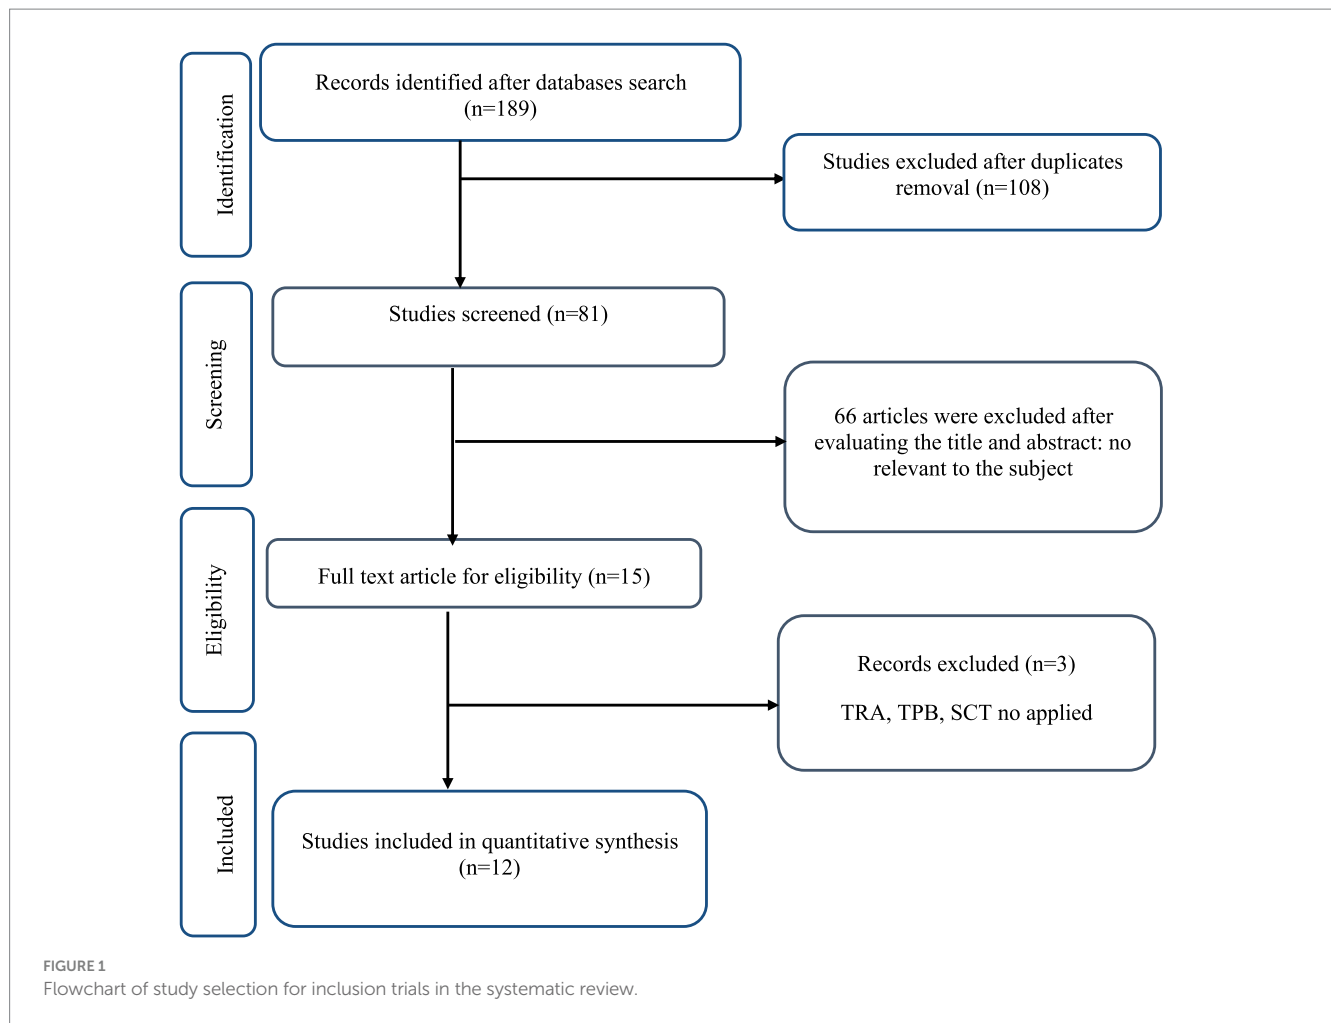 Identification
Records identified after databases search
(n=189)
Studies excluded after duplicates
removal (n=108)
Screening
Studies screened (n=81)
66 articles were excluded after
evaluating the title and abstract: no
relevant to the subject
Eligibility
Full text article for eligibility (n=15)
Records excluded (n=3)
TRA, TPB, SCT no applied
Included
Studies included in quantitative synthesis
(n=12)
FIGURE 1
Flowchart of study selection for inclusion trials in the systematic review.